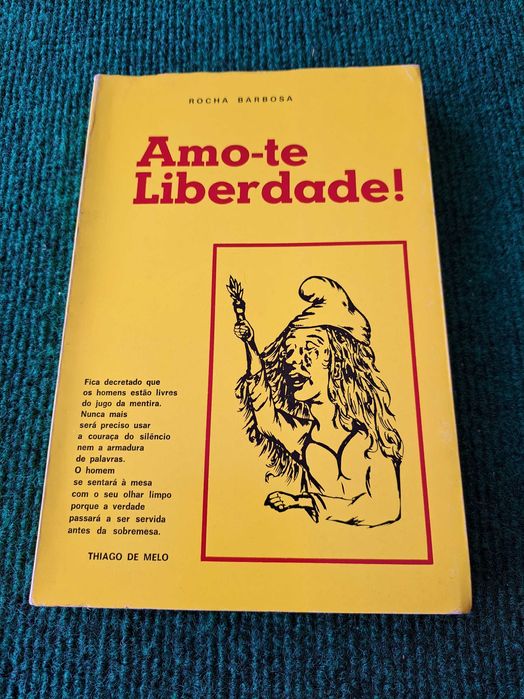 ROCHA BARBOSA
Amo-te
Liberdade!
Fica decretado que
os homens estão livres
do jugo da mentira.
Nunca mais
será preciso usar
a couraça do silêncio
nem a armadura
de palavras.
O homem
se sentará à mesa
com o seu olhar limpo
porque a verdade
passará a ser servida
antes da sobremesa.
THIAGO DE MELO